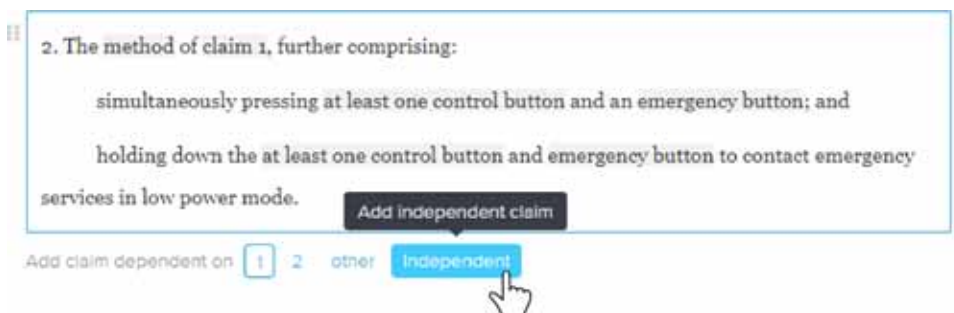 2. The method of claim 1, further comprising:
simultaneously pressing at least one control button and an emergency button; and
holding down the at least one control button and emergency button to contact emergency
services in low power mode.
Add independent claim
Add claim dependent on 1 2 other Independent